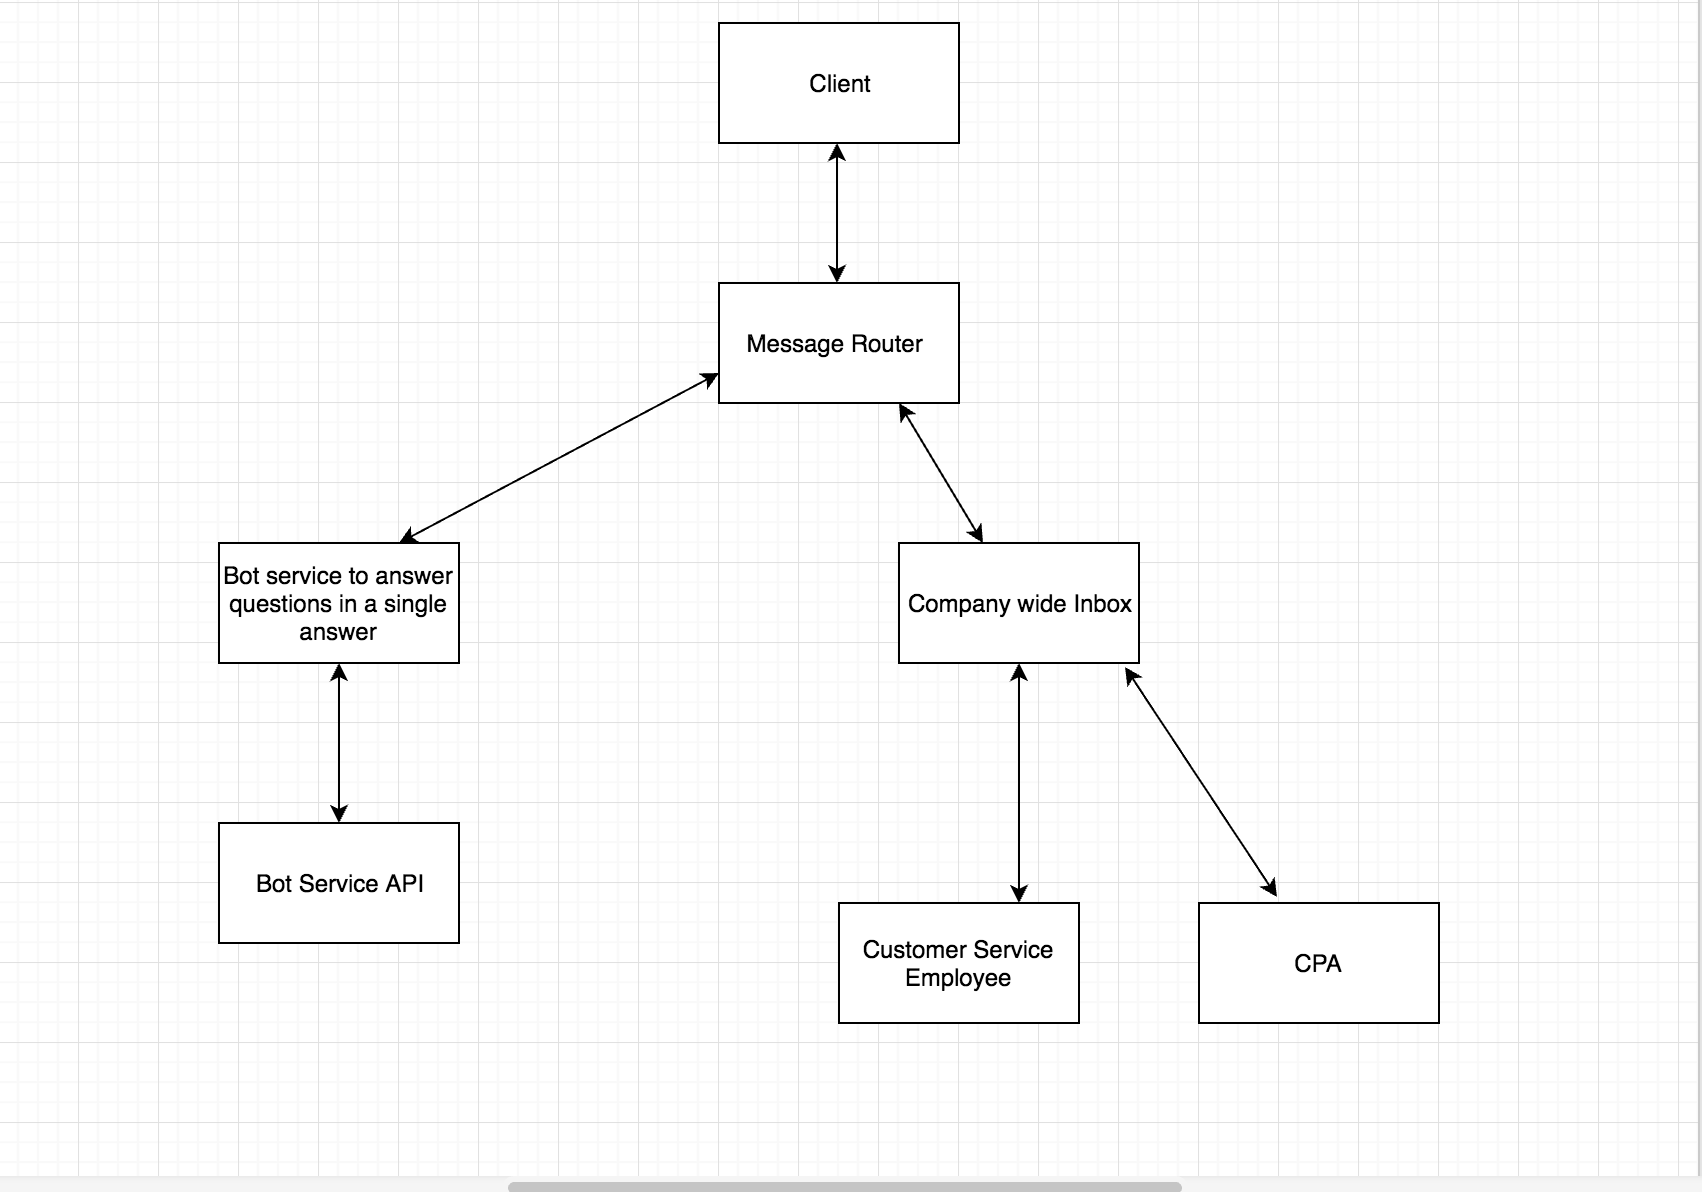 Client
Message Router
Bot service to answer
questions in a single
answer
Company wide Inbox
Bot Service API
Customer Service
Employee
CPA